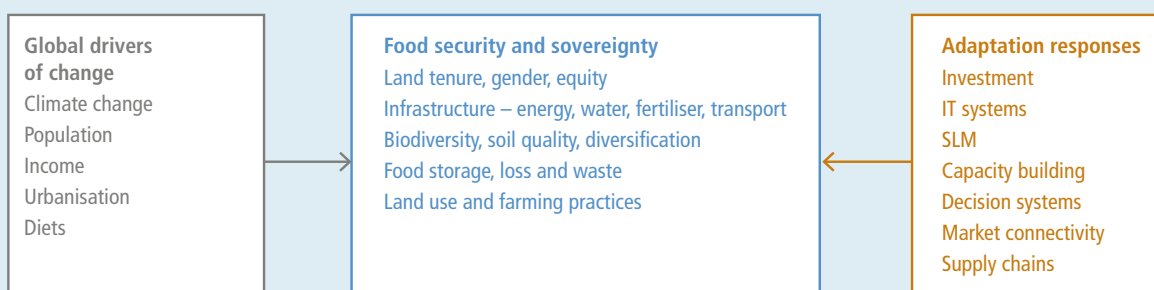 Global drivers
of change
Climate change
Population
Income
Urbanisation
Diets
Food security and sovereignty
Land tenure, gender, equity
Infrastructure – energy, water, fertiliser, transport
Biodiversity, soil quality, diversification
Food storage, loss and waste
Land use and farming practices
Adaptation responses
Investment
IT systems
SLM
Capacity building
Decision systems
Market connectivity
Supply chains